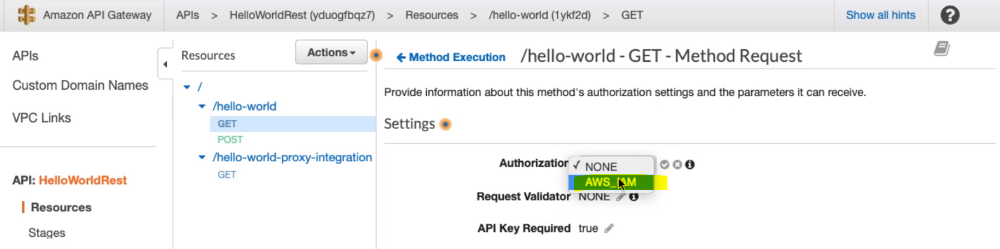 Amazon API Gateway APIs > HelloWorldRest (yduogfbqz7) > Resources > /hello-world (1ykf2d) > GET Show all hints ?
APIs
Custom Domain Names
VPC Links
API: HelloWorldRest
Resources
Stages
Resources Actions
/
/hello-world
GET
POST
/hello-world-proxy-integration
GET
Method Execution /hello-world - GET - Method Request
Provide information about this method's authorization settings and the parameters it can receive.
Settings
Authorization ✓ NONE
AWS_IAM
Request Validator NONE
API Key Required true